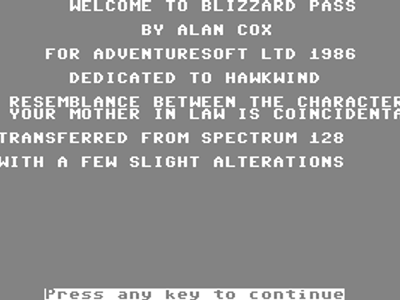 WELCOME TO BLIZZARD PASS
BY ALAN COX
FOR ADVENTURESOFT LTD 1986
DEDICATED TO HAWKWIND
RESEMBLANCE BETWEEN THE CHARACTER
YOUR MOTHER IN LAW IS COINCIDENTA
TRANSFERRED FROM SPECTRUM 128
WITH A FEW SLIGHT ALTERATIONS
Press any key to continue